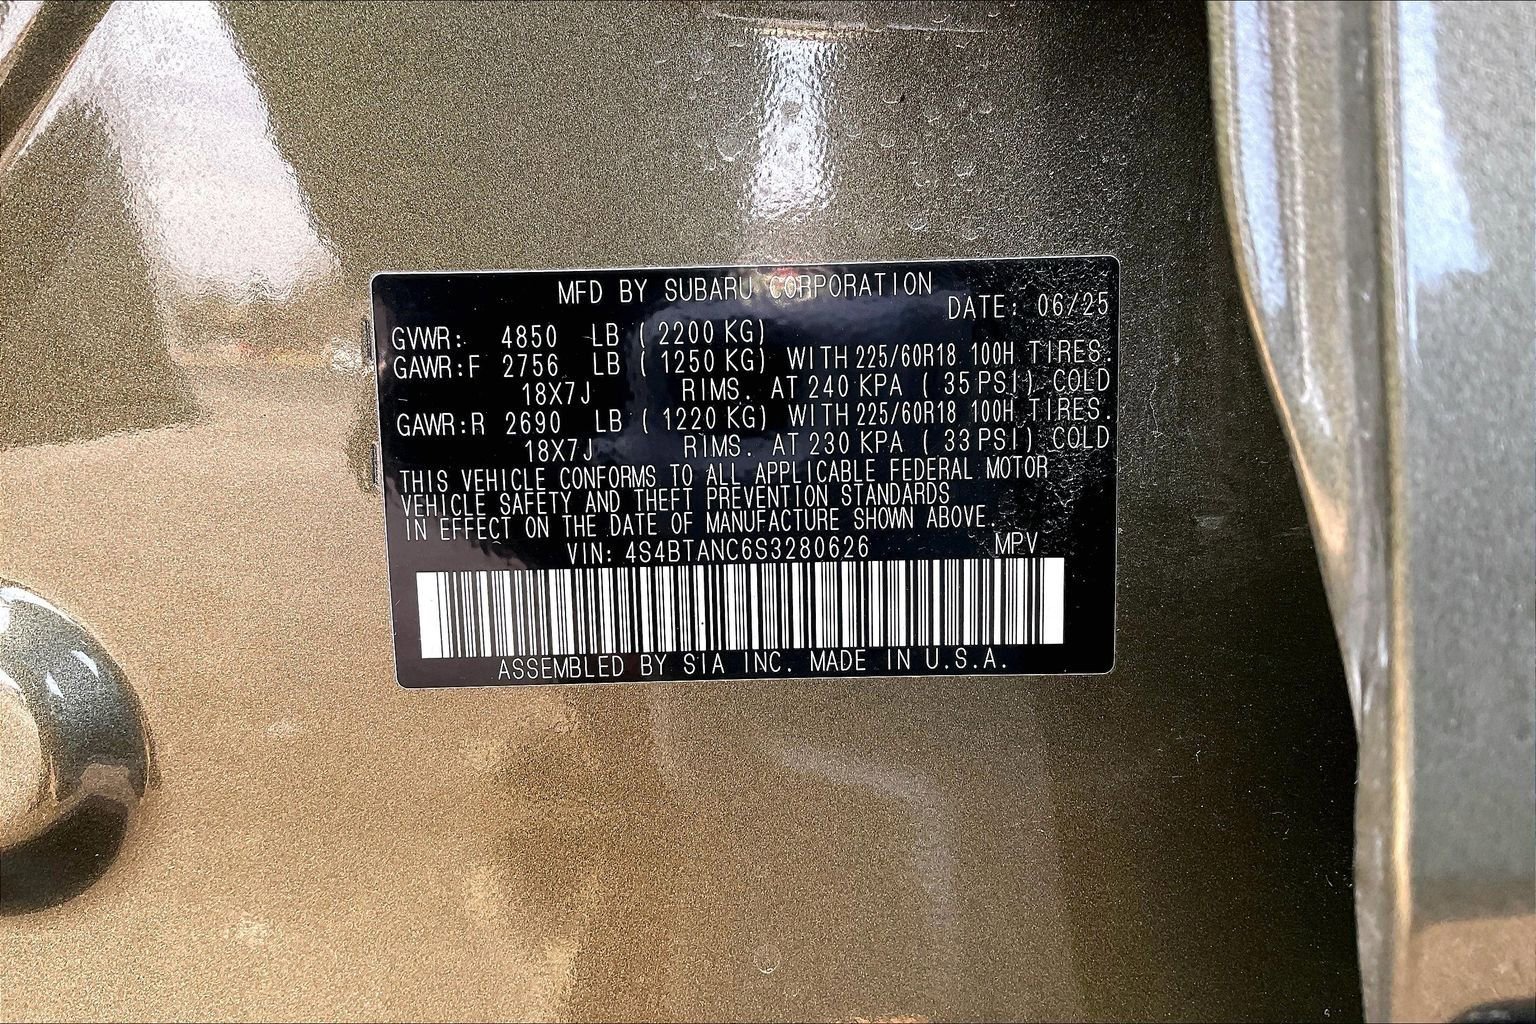 MFD BY SUBARU CORPORATION
DATE: 06/25
GVWR: 4850 LB ( 2200 KG)
GAWR:F 2756 LB ( 1250 KG) WITH 225/60R18 100H TIRES.
18X7J RIMS. AT 240 KPA ( 35 PSI) COLD
GAWR:R 2690 LB ( 1220 KG) WITH 225/60R18 100H TIRES.
18X7J RIMS. AT 230 KPA ( 33 PSI) COLD
THIS VEHICLE CONFORMS TO ALL APPLICABLE FEDERAL MOTOR
VEHICLE SAFETY AND THEFT PREVENTION STANDARDS
IN EFFECT ON THE DATE OF MANUFACTURE SHOWN ABOVE.
VIN: 4S4BTANC6S3280626 MPV
ASSEMBLED BY SIA INC. MADE IN U.S.A.